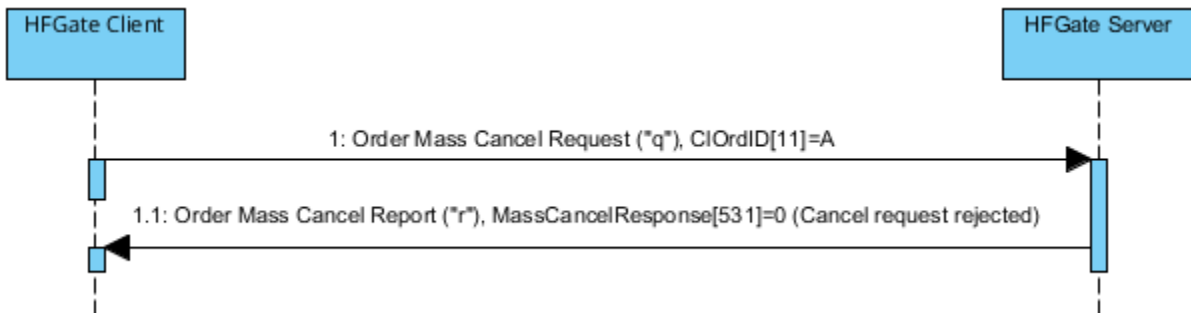 HFGate Client
HFGate Server
1: Order Mass Cancel Request ("q"), ClOrdID[11]=A
1.1: Order Mass Cancel Report ("r"), MassCancelResponse[531]=0 (Cancel request rejected)